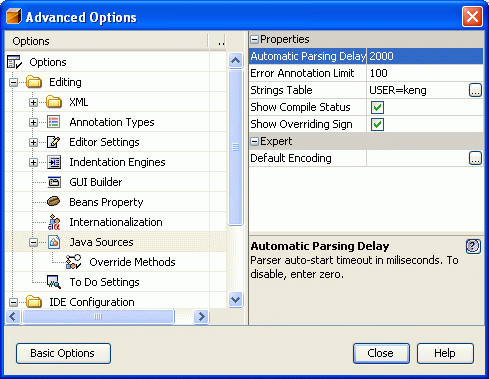 Advanced Options
Options ..
Options
Editing
XML
Annotation Types
Editor Settings
Indentation Engines
GUI Builder
Beans Property
Internationalization
Java Sources
Override Methods
To Do Settings
IDE Configuration
Properties
Automatic Parsing Delay 2000
Error Annotation Limit 100
Strings Table USER=keng ...
Show Compile Status
Show Overriding Sign
Expert
Default Encoding ...
Automatic Parsing Delay ?
Parser auto-start timeout in miliseconds. To
disable, enter zero.
Basic Options Close Help